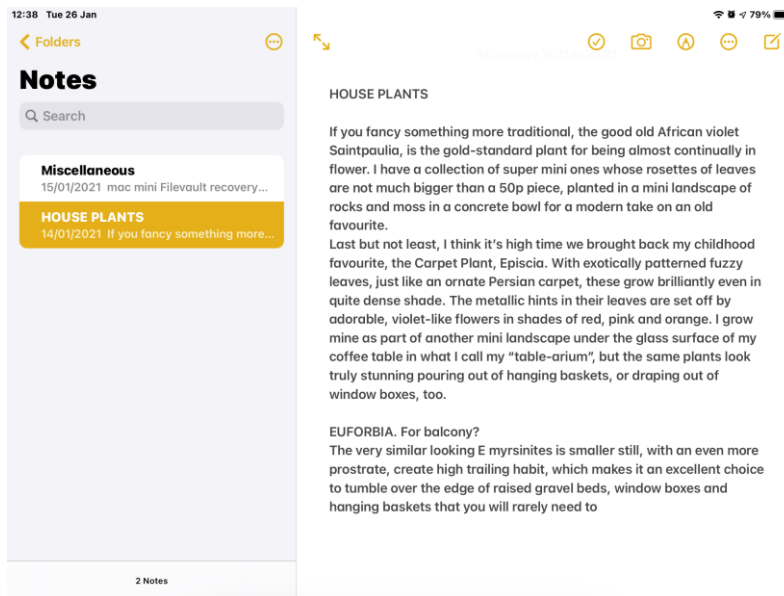 12:38 Tue 26 Jan
79%
Folders
Notes
Search
Miscellaneous
15/01/2021 mac mini Filevault recovery...
HOUSE PLANTS
14/01/2021 If you fancy something more...
2 Notes
HOUSE PLANTS
If you fancy something more traditional, the good old African violet
Saintpaulia, is the gold-standard plant for being almost continually in
flower. I have a collection of super mini ones whose rosettes of leaves
are not much bigger than a 50p piece, planted in a mini landscape of
rocks and moss in a concrete bowl for a modern take on an old
favourite.
Last but not least, I think it’s high time we brought back my childhood
favourite, the Carpet Plant, Episcia. With exotically patterned fuzzy
leaves, just like an ornate Persian carpet, these grow brilliantly even in
quite dense shade. The metallic hints in their leaves are set off by
adorable, violet-like flowers in shades of red, pink and orange. I grow
mine as part of another mini landscape under the glass surface of my
coffee table in what I call my “table-arium”, but the same plants look
truly stunning pouring out of hanging baskets, or draping out of
window boxes, too.
EUFORBIA. For balcony?
The very similar looking E myrsinites is smaller still, with an even more
prostrate, create high trailing habit, which makes it an excellent choice
to tumble over the edge of raised gravel beds, window boxes and
hanging baskets that you will rarely need to